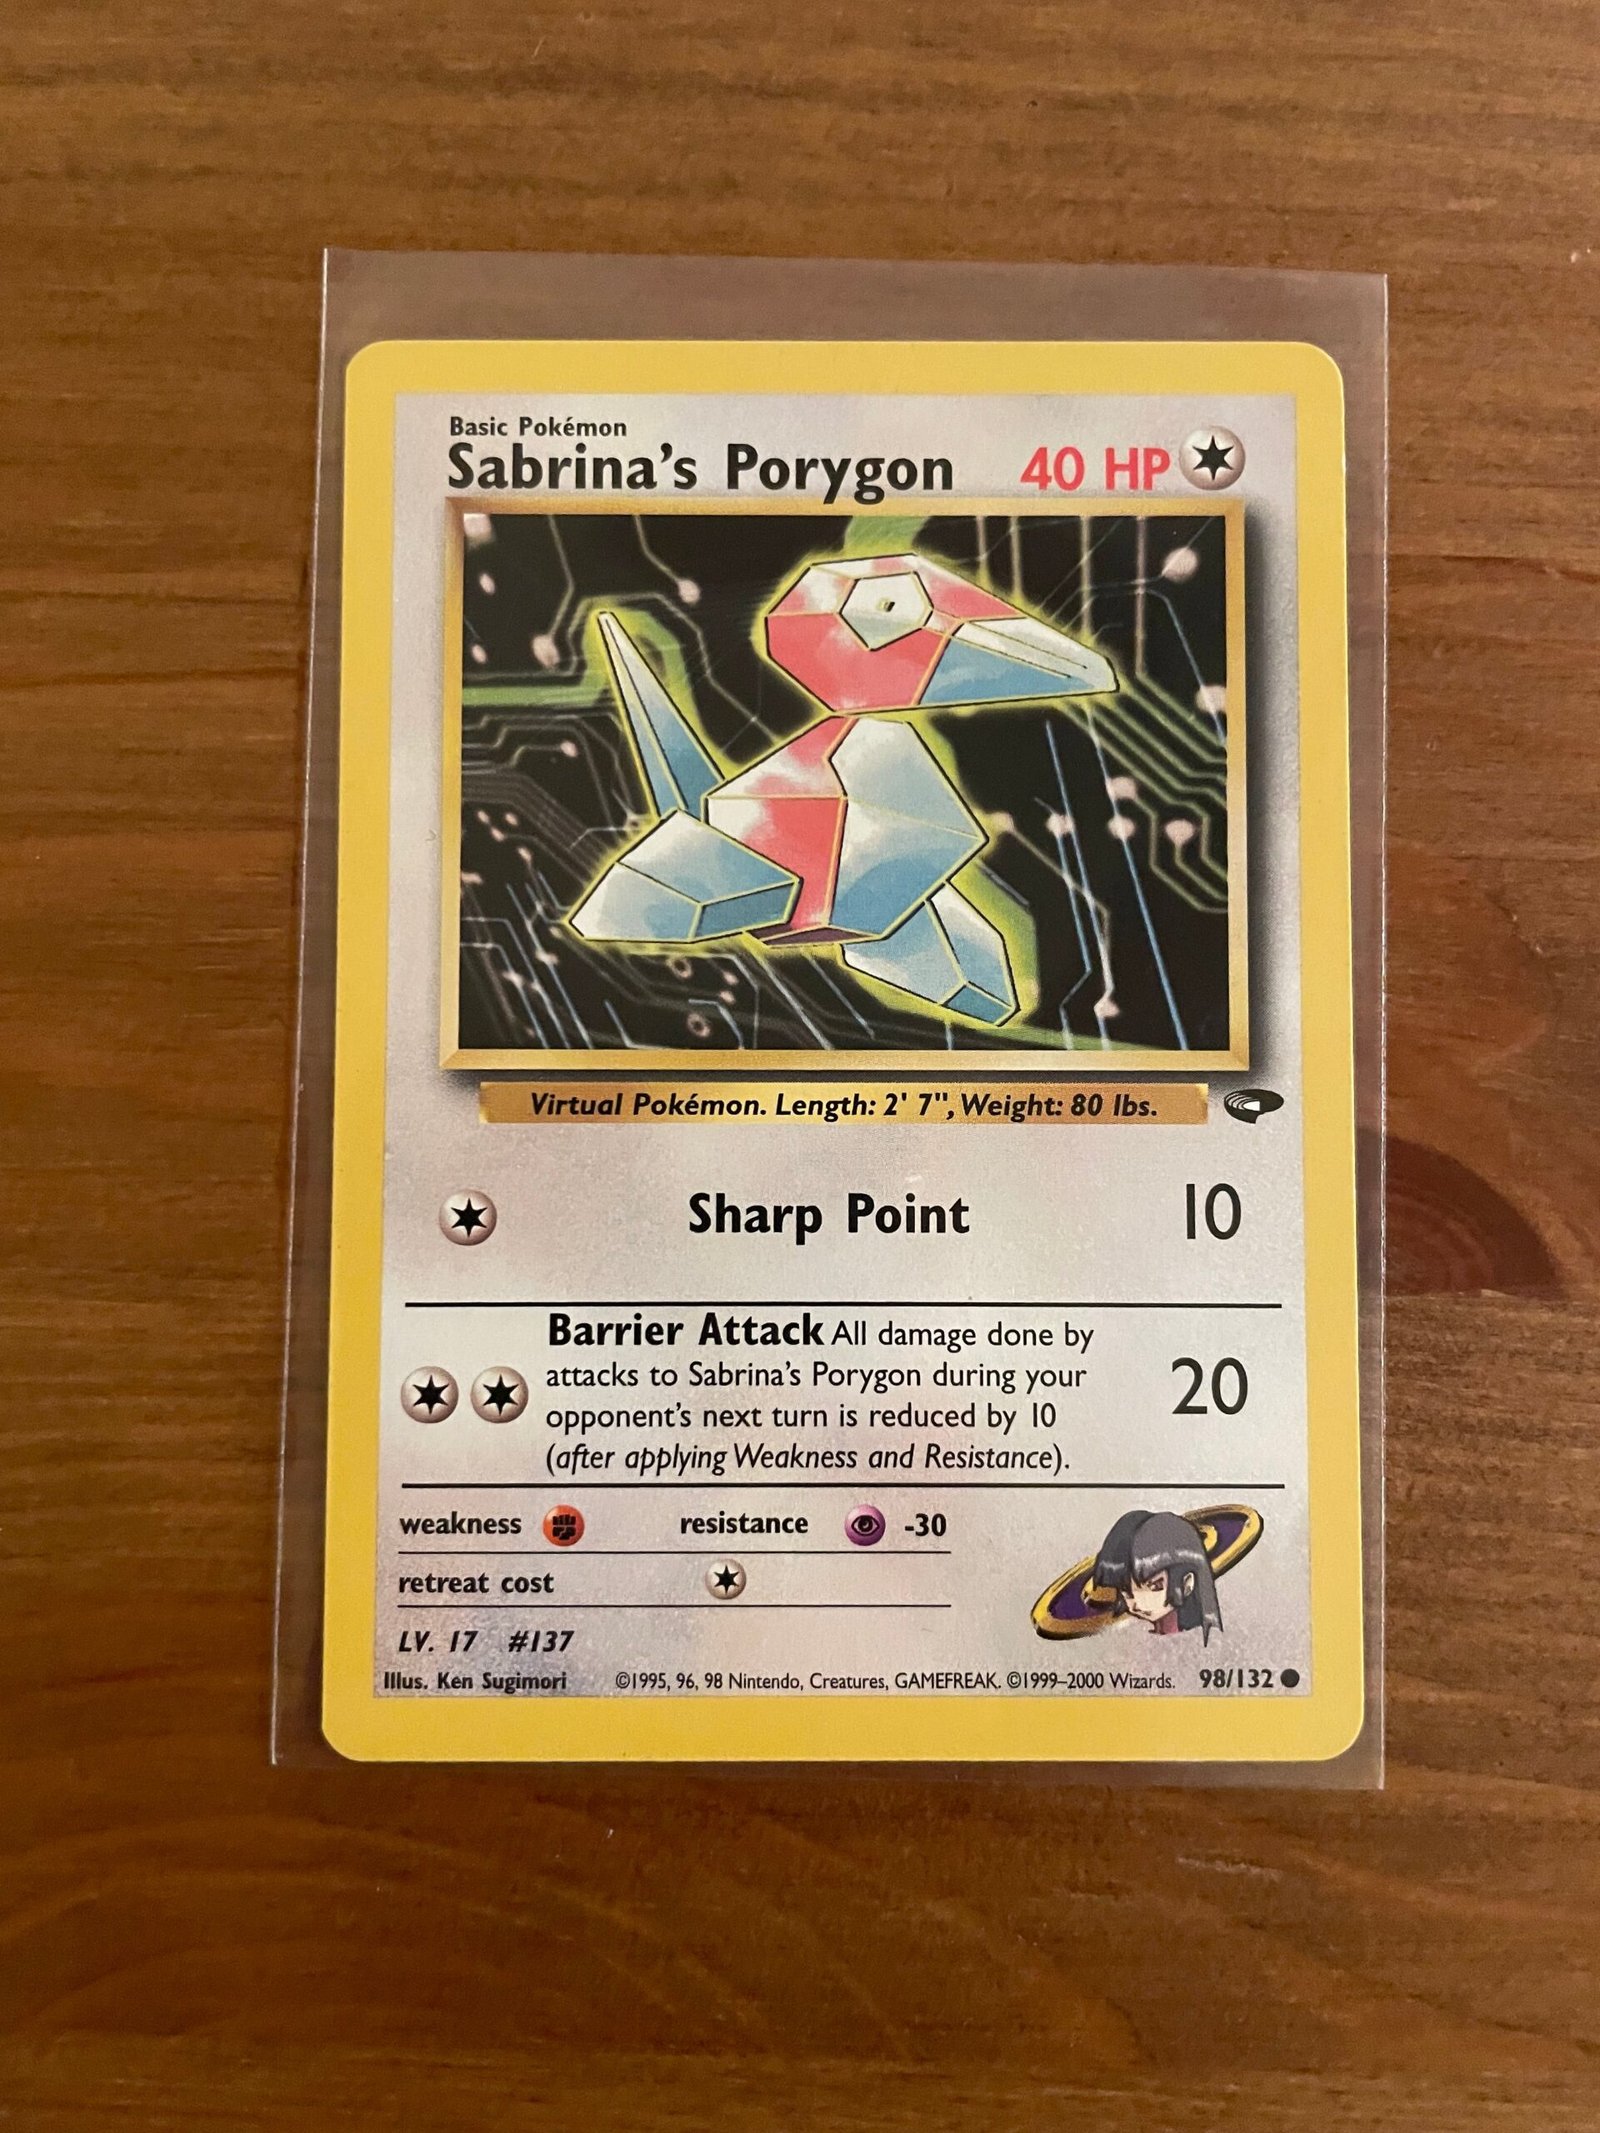 Basic Pokémon
Sabrina's Porygon 40 HP
Virtual Pokémon. Length: 2' 7", Weight: 80 lbs.
Sharp Point 10
Barrier Attack All damage done by
attacks to Sabrina's Porygon during your
opponent's next turn is reduced by 10
(after applying Weakness and Resistance).
20
weakness resistance -30
retreat cost
LV. 17 #137
Illus. Ken Sugimori ©1995, 96, 98 Nintendo, Creatures, GAMEFREAK. ©1999–2000 Wizards. 98/132